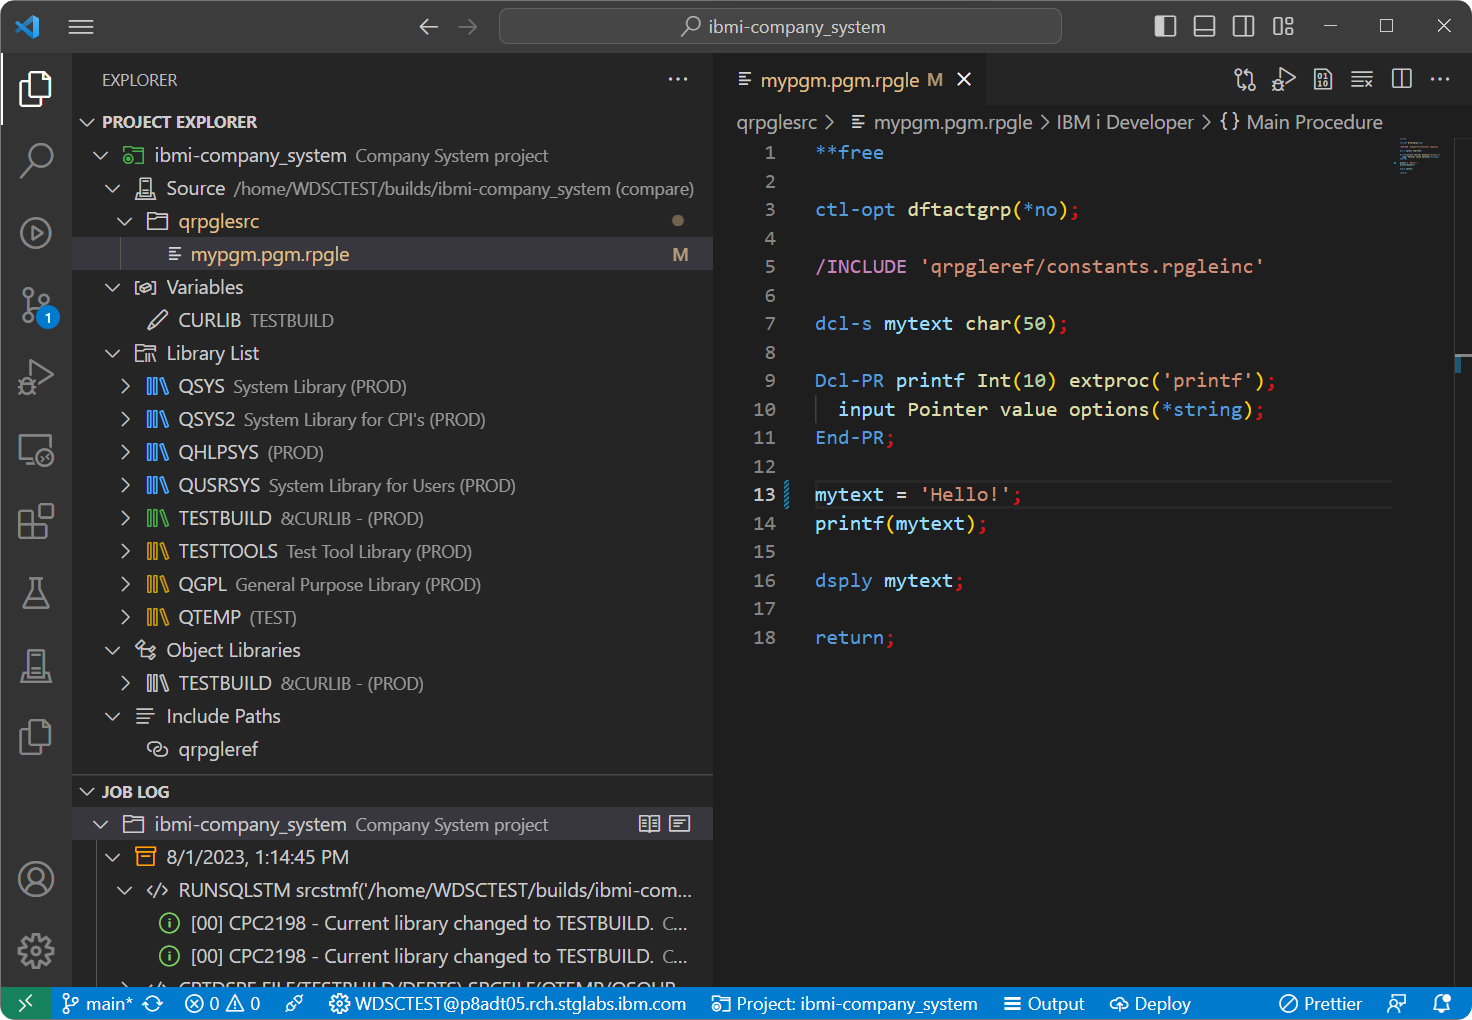 ibmi-company_system
EXPLORER
PROJECT EXPLORER
ibmi-company_system Company System project
Source /home/WDSCTEST/builds/ibmi-company_system (compare)
qrpglesrc
mypgm.pgm.rpgle M
Variables
CURLIB TESTBUILD
Library List
QSYS System Library (PROD)
QSYS2 System Library for CPI's (PROD)
QHLPSYS (PROD)
QUSRSYS System Library for Users (PROD)
TESTBUILD &CURLIB - (PROD)
TESTTOOLS Test Tool Library (PROD)
QGPL General Purpose Library (PROD)
QTEMP (TEST)
Object Libraries
TESTBUILD &CURLIB - (PROD)
Include Paths
qrpgleref
JOB LOG
ibmi-company_system Company System project
8/1/2023, 1:14:45 PM
RUNSQLSTM srcstmf('/home/WDSCTEST/builds/ibmi-com...
[00] CPC2198 - Current library changed to TESTBUILD. C...
[00] CPC2198 - Current library changed to TESTBUILD. C...
1
mypgm.pgm.rpgle M
qrpglesrc > mypgm.pgm.rpgle > IBM i Developer > {} Main Procedure
1 **free
2
3 ctl-opt dftactgrp(*no);
4
5 /INCLUDE 'qrpgleref/constants.rpgleinc'
6
7 dcl-s mytext char(50);
8
9 Dcl-PR printf Int(10) extproc('printf');
10 input Pointer value options(*string);
11 End-PR;
12
13 mytext = 'Hello!';
14 printf(mytext);
15
16 dsply mytext;
17
18 return;
main* 0 0 WDSCTEST@p8adt05.rch.stglabs.ibm.com Project: ibmi-company_system Output Deploy Prettier